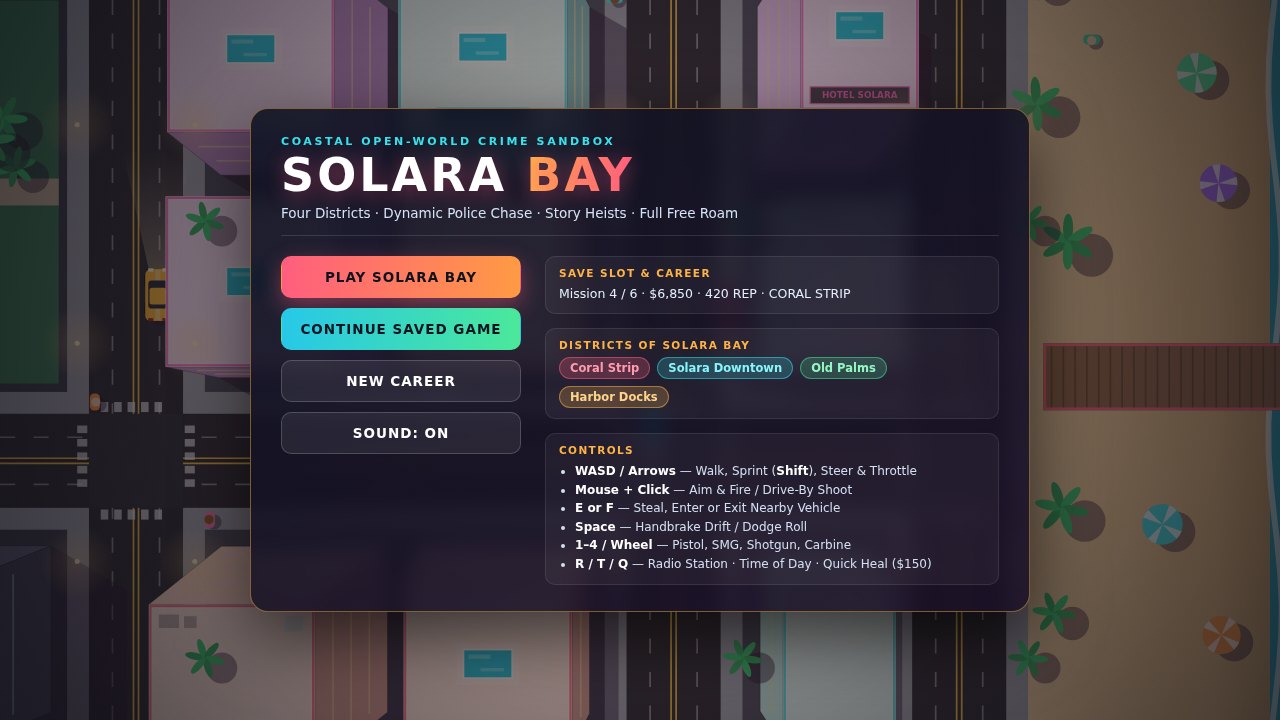 HOTEL SOLARA
COASTAL OPEN-WORLD CRIME SANDBOX
SOLARA BAY
Four Districts · Dynamic Police Chase · Story Heists · Full Free Roam
PLAY SOLARA BAY
CONTINUE SAVED GAME
NEW CAREER
SOUND: ON
SAVE SLOT & CAREER
Mission 4 / 6 · $6,850 · 420 REP · CORAL STRIP
DISTRICTS OF SOLARA BAY
Coral Strip Solara Downtown Old Palms
Harbor Docks
CONTROLS
• WASD / Arrows — Walk, Sprint (Shift), Steer & Throttle
• Mouse + Click — Aim & Fire / Drive-By Shoot
• E or F — Steal, Enter or Exit Nearby Vehicle
• Space — Handbrake Drift / Dodge Roll
• 1–4 / Wheel — Pistol, SMG, Shotgun, Carbine
• R / T / Q — Radio Station · Time of Day · Quick Heal ($150)